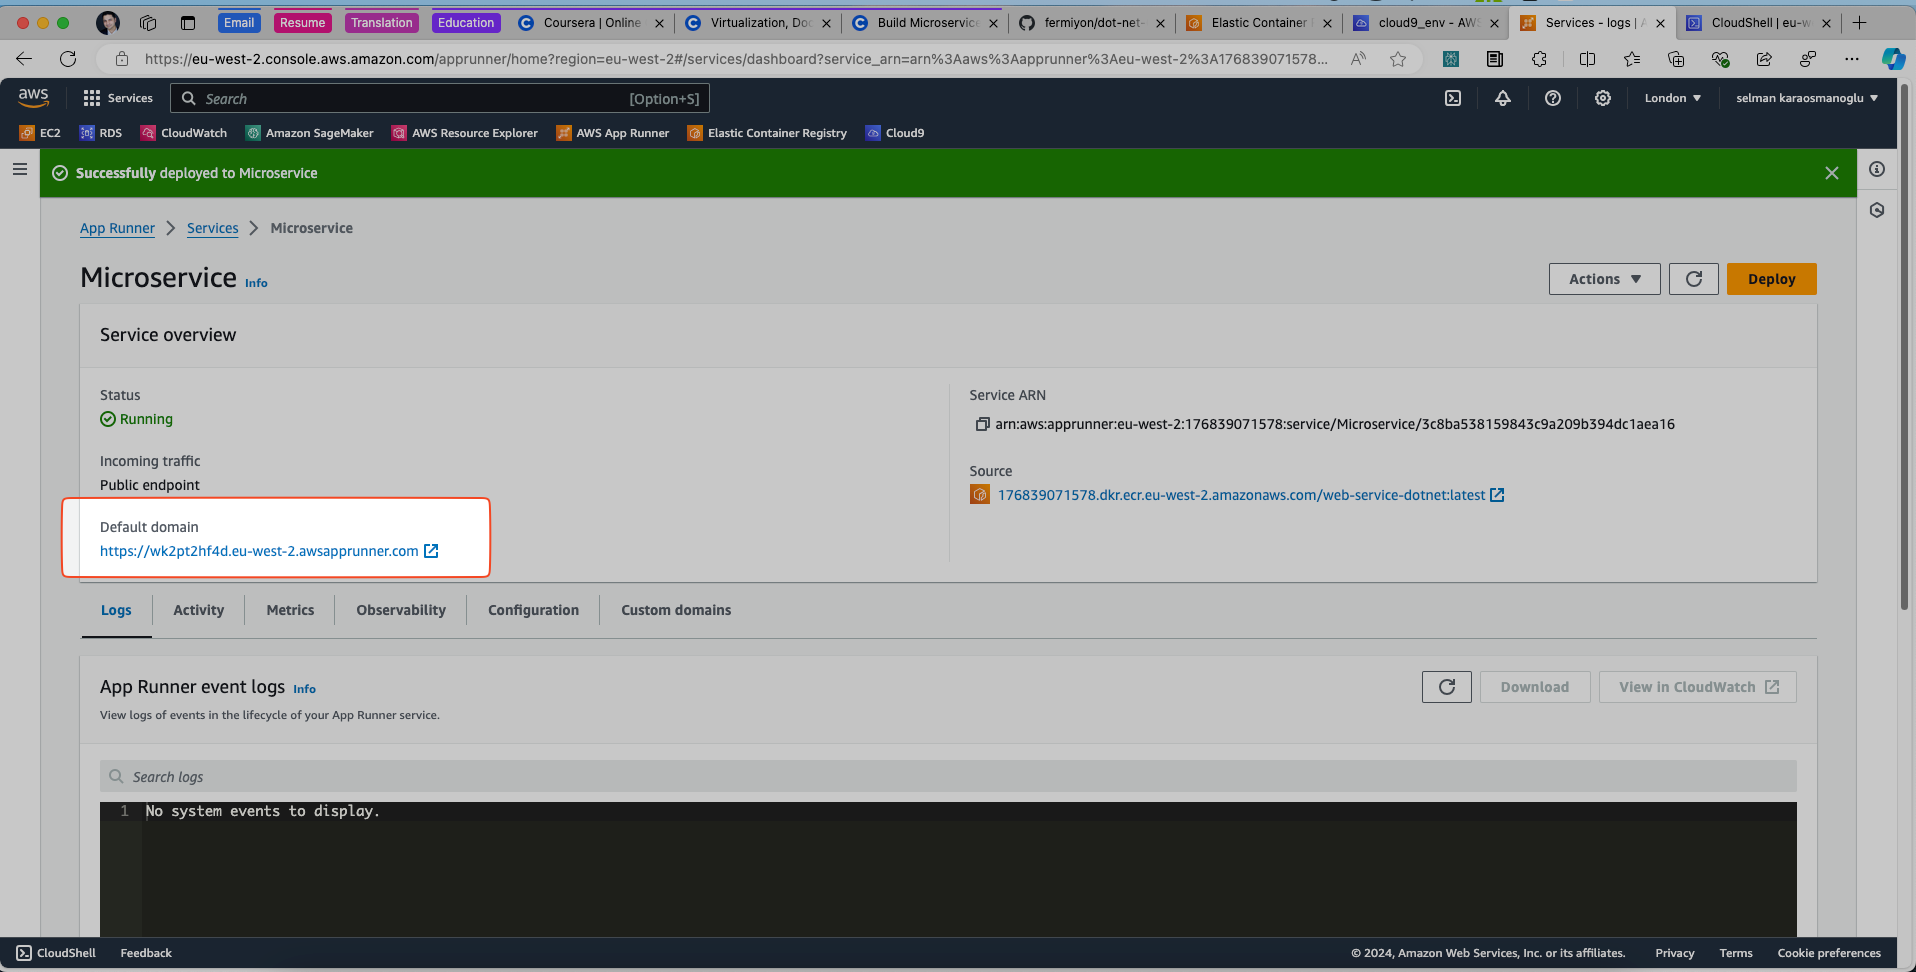 Email
Resume
Translation
Education
Coursera | Online
Virtualization, Doc
Build Microservice
fermiyon/dot-net-
Elastic Container
cloud9_env - AWS
Services - logs | A
CloudShell | eu-w
https://eu-west-2.console.aws.amazon.com/apprunner/home?region=eu-west-2#/services/dashboard?service_arn=arn%3Aaws%3Aapprunner%3Aeu-west-2%3A176839071578...
aws
Services
Search
[Option+S]
London
selman karaosmanoglu
EC2
RDS
CloudWatch
Amazon SageMaker
AWS Resource Explorer
AWS App Runner
Elastic Container Registry
Cloud9
Successfully deployed to Microservice
App Runner
Services
Microservice
Microservice Info
Actions
Deploy
Service overview
Status
Running
Incoming traffic
Public endpoint
Default domain
https://wk2pt2hf4d.eu-west-2.awsapprunner.com
Service ARN
arn:aws:apprunner:eu-west-2:176839071578:service/Microservice/3c8ba538159843c9a209b394dc1aea16
Source
176839071578.dkr.ecr.eu-west-2.amazonaws.com/web-service-dotnet:latest
Logs
Activity
Metrics
Observability
Configuration
Custom domains
App Runner event logs Info
View logs of events in the lifecycle of your App Runner service.
Download
View in CloudWatch
Search logs
1 No system events to display.
CloudShell
Feedback
© 2024, Amazon Web Services, Inc. or its affiliates.
Privacy
Terms
Cookie preferences